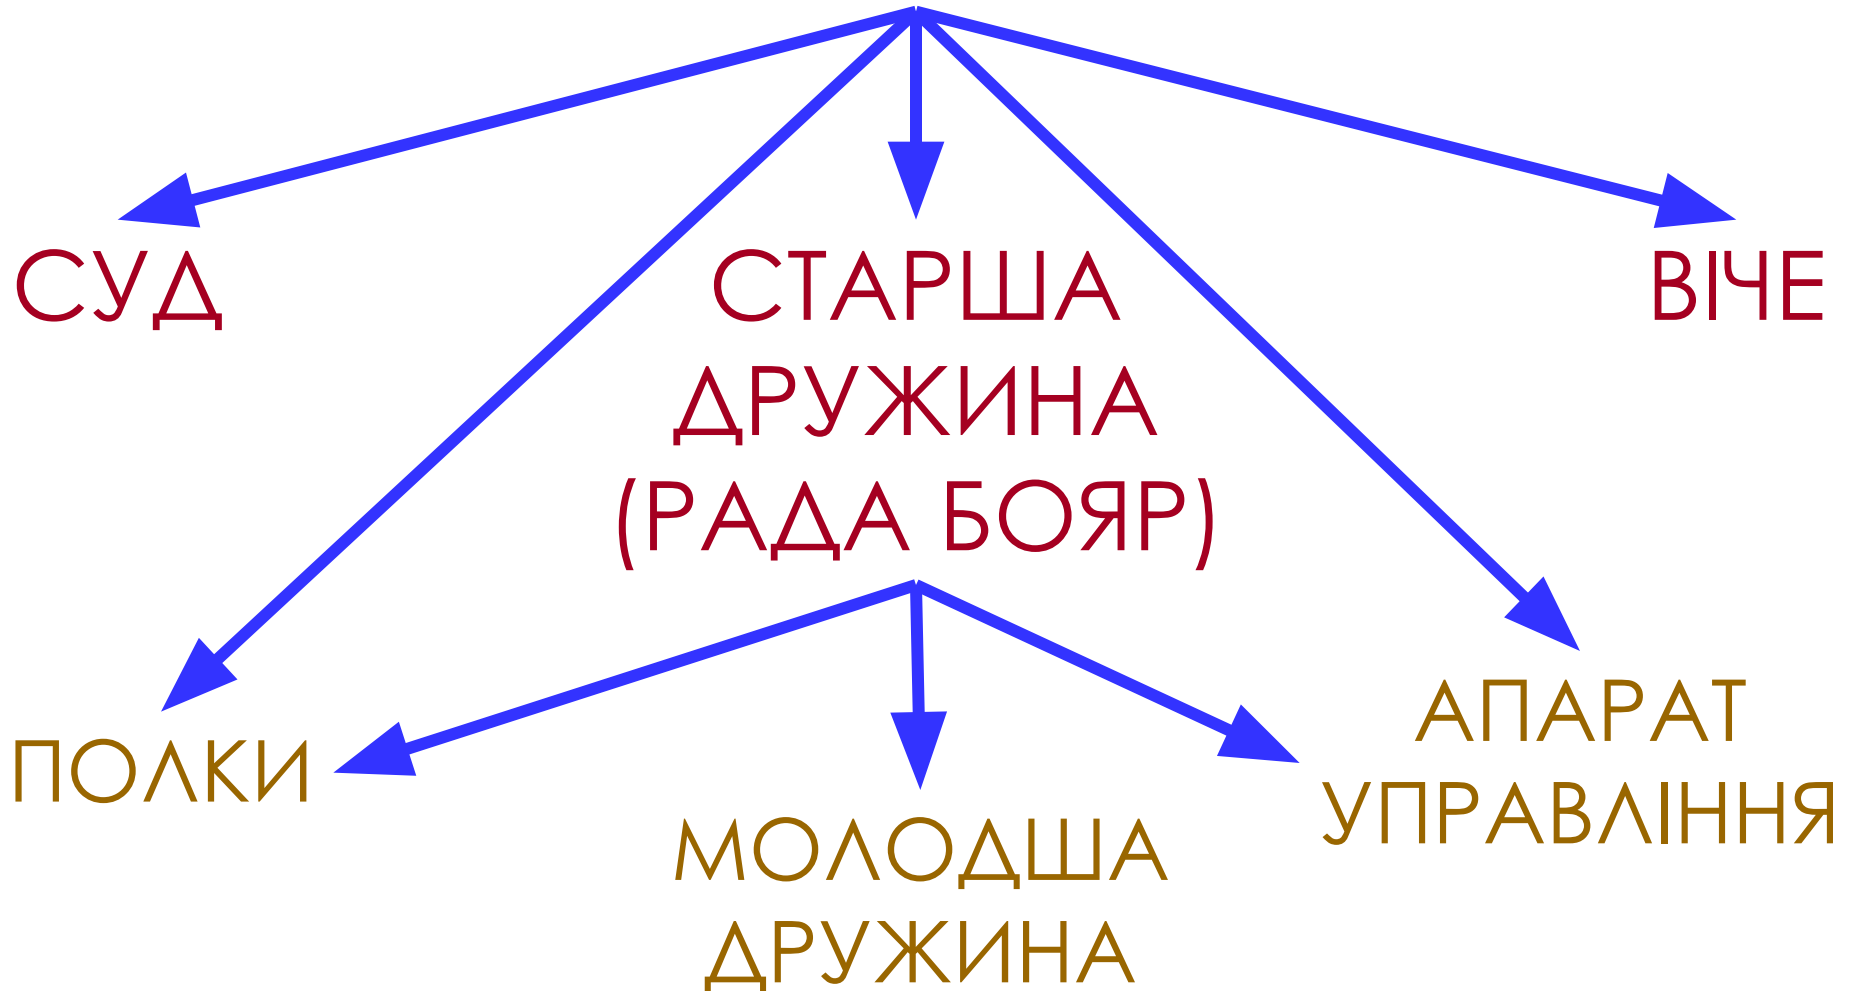 СУД
СТАРША
ДРУЖИНА
(РАДА БОЯР)
ВІЧЕ
ПОЛКИ
МОЛОДША
ДРУЖИНА
АПАРАТ
УПРАВЛІННЯ